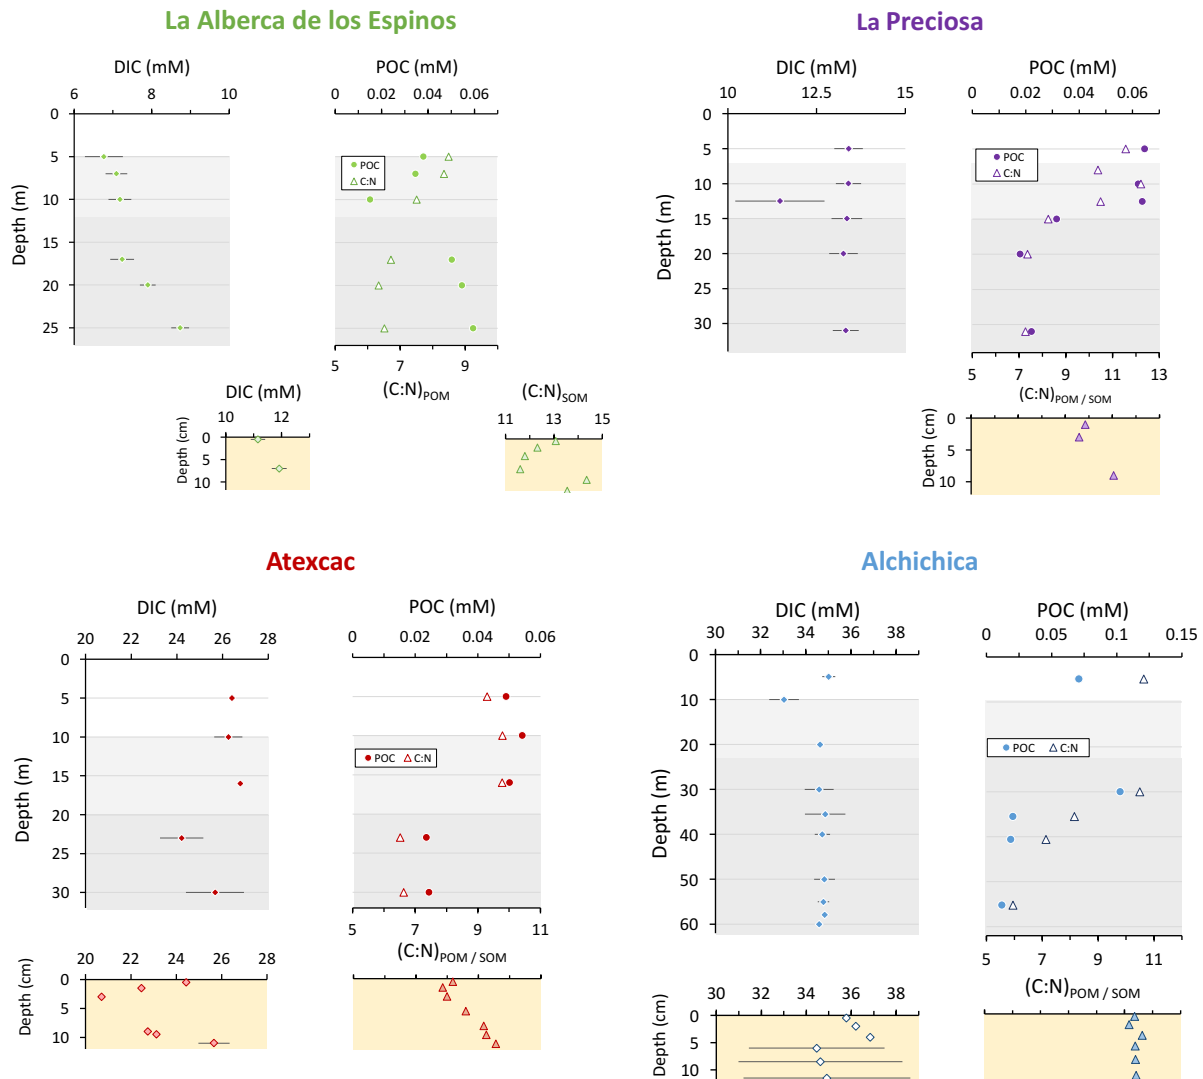 La Alberca de los Espinos
La Preciosa
DIC (mM)
POC (mM)
DIC (mM)
POC (mM)
6 8 10
0 0.02 0.04 0.06
10 12.5 15
0 0.02 0.04 0.06
0
5
10
15
20
25
Depth (m)
POC
C:N
5 7 9
(C:N)POM
0
5
10
15
20
25
30
Depth (m)
POC
C:N
5 7 9 11 13
(C:N)POM / SOM
DIC (mM)
10 12
Depth (cm)
0
5
10
(C:N)SOM
11 13 15
Depth (cm)
0
5
10
Atexcac
Alchichica
DIC (mM)
POC (mM)
DIC (mM)
POC (mM)
20 22 24 26 28
0 0.02 0.04 0.06
30 32 34 36 38
0 0.05 0.1 0.15
0
5
10
15
20
25
30
Depth (m)
POC C:N
5 7 9 11
(C:N)POM / SOM
0
10
20
30
40
50
60
Depth (m)
POC C:N
5 7 9 11
(C:N)POM / SOM
20 22 24 26 28
Depth (cm)
0
5
10
30 32 34 36 38
Depth (cm)
0
5
10